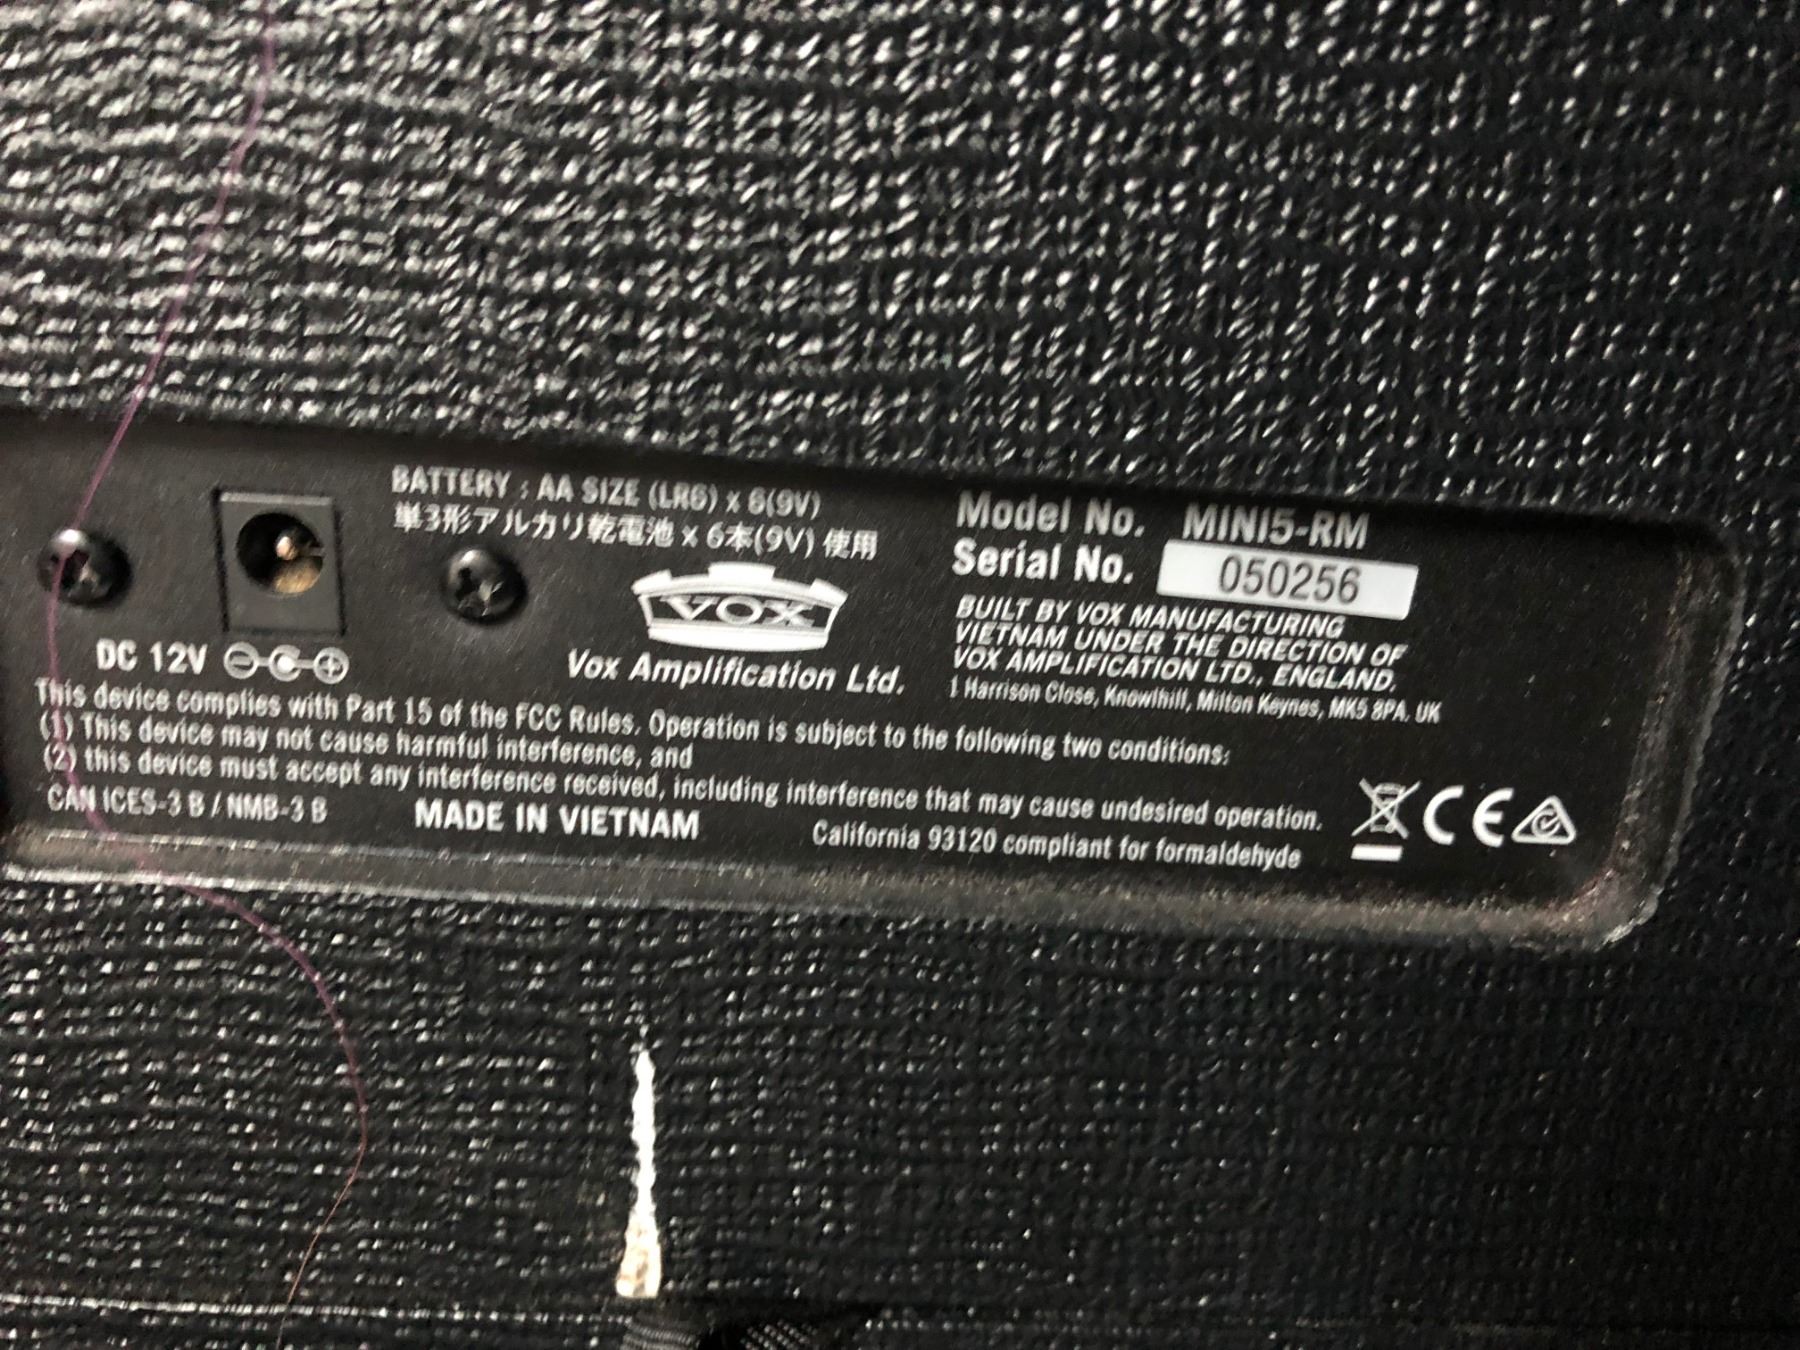 BATTERY : AA SIZE (LR6) x 6(9V)
単3形アルカリ乾電池 x 6本(9V) 使用
DC 12V
VOX
Vox Amplification Ltd.
Model No. MINI5-RM
Serial No. 050256
BUILT BY VOX MANUFACTURING
VIETNAM UNDER THE DIRECTION OF
VOX AMPLIFICATION LTD., ENGLAND.
1 Harrison Close, Knowlhill, Milton Keynes, MK5 8PA. UK
This device complies with Part 15 of the FCC Rules. Operation is subject to the following two conditions:
(1) This device may not cause harmful interference, and
(2) this device must accept any interference received, including interference that may cause undesired operation.
CAN ICES-3 B / NMB-3 B
MADE IN VIETNAM
California 93120 compliant for formaldehyde
CE